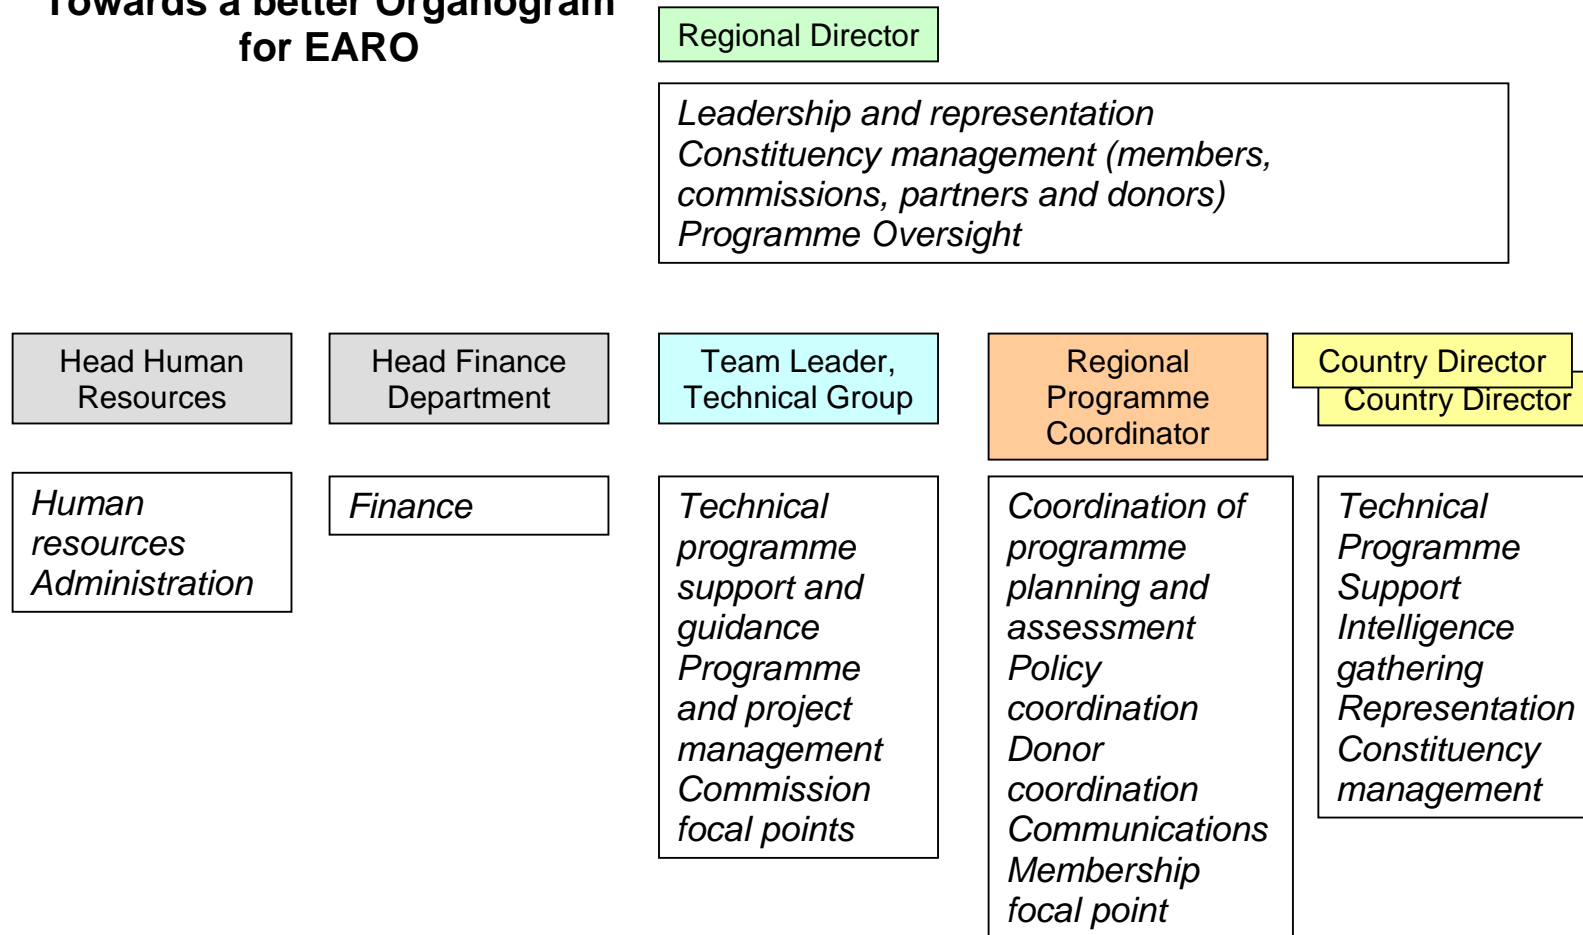 Towards a better Organogram
for EARO
Regional Director
Leadership and representation
Constituency management (members,
commissions, partners and donors)
Programme Oversight
Head Human
Resources
Head Finance
Department
Team Leader,
Technical Group
Regional
Programme
Coordinator
Country Director
Country Director
Human
resources
Administration
Finance
Technical
programme
support and
guidance
Programme
and project
management
Commission
focal points
Coordination of
programme
planning and
assessment
Policy
coordination
Donor
coordination
Communications
Membership
focal point
Technical
Programme
Support
Intelligence
gathering
Representation
Constituency
management